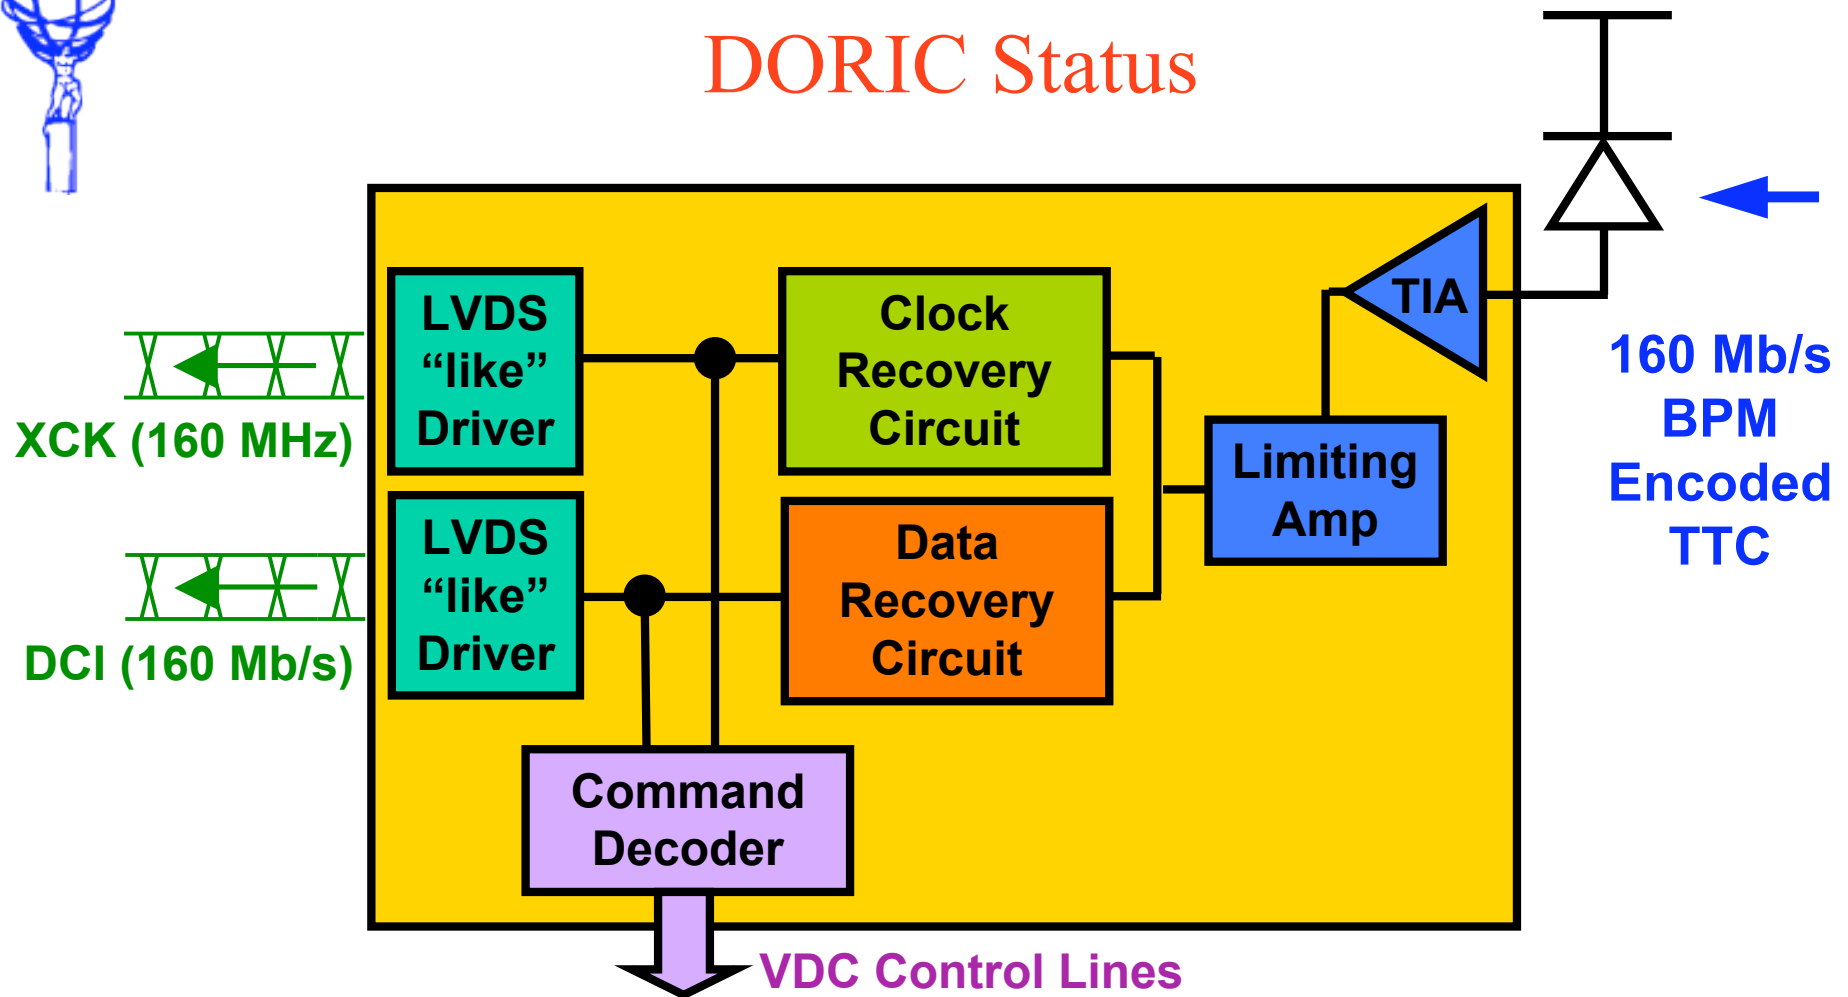 DORIC Status
LVDS
“like”
Driver
Clock
Recovery
Circuit
TIA
160 Mb/s
BPM
Encoded
TTC
XCK (160 MHz)
Limiting
Amp
LVDS
“like”
Driver
Data
Recovery
Circuit
DCI (160 Mb/s)
Command
Decoder
VDC Control Lines